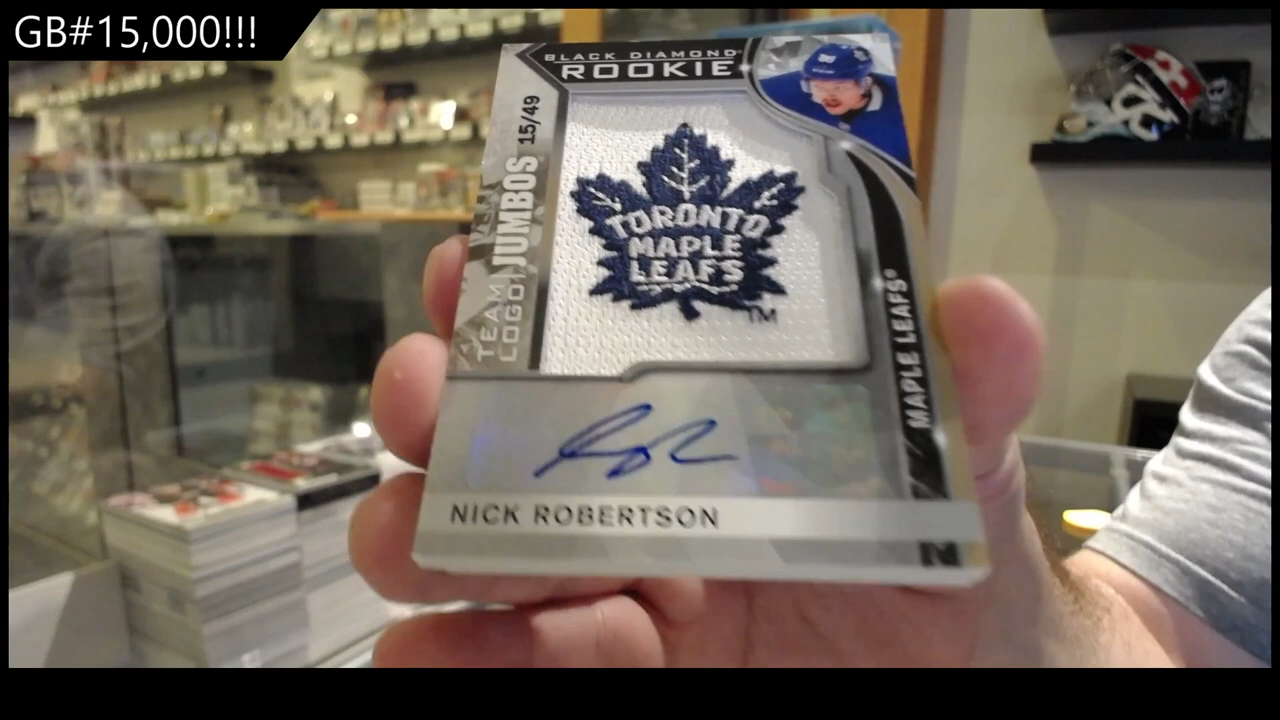 GB#15,000!!!
BLACK DIAMOND
ROOKIE
TEAM
LOGO
JUMBOS
15/49
TORONTO
MAPLE
LEAFS
TM
MAPLE LEAFS®
NICK ROBERTSON